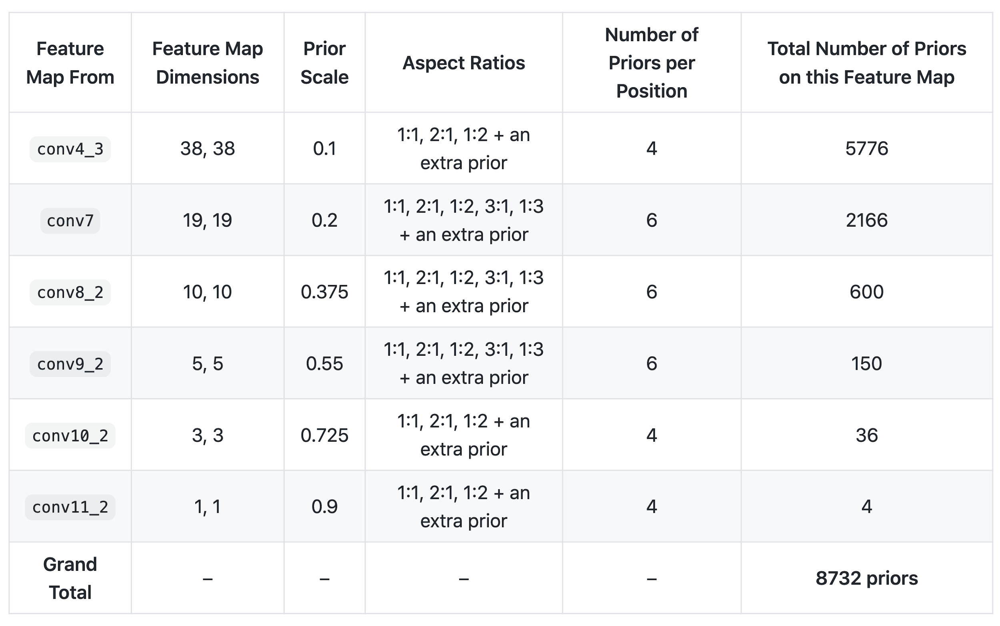 Feature
Map From
Feature Map
Dimensions
Prior
Scale
Aspect Ratios
Number of
Priors per
Position
Total Number of Priors
on this Feature Map
conv4_3
38, 38
0.1
1:1, 2:1, 1:2 + an
extra prior
4
5776
conv7
19, 19
0.2
1:1, 2:1, 1:2, 3:1, 1:3
+ an extra prior
6
2166
conv8_2
10, 10
0.375
1:1, 2:1, 1:2, 3:1, 1:3
+ an extra prior
6
600
conv9_2
5, 5
0.55
1:1, 2:1, 1:2, 3:1, 1:3
+ an extra prior
6
150
conv10_2
3, 3
0.725
1:1, 2:1, 1:2 + an
extra prior
4
36
conv11_2
1, 1
0.9
1:1, 2:1, 1:2 + an
extra prior
4
4
Grand
Total
–
–
–
–
8732 priors